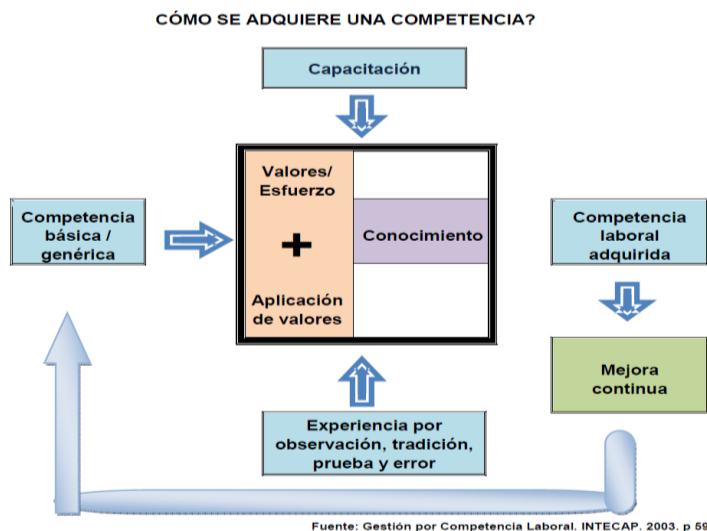 CÓMO SE ADQUIERE UNA COMPETENCIA?
Capacitación
Valores/
Esfuerzo
+
Aplicación
de valores
Conocimiento
Competencia
básica /
genérica
Competencia
laboral
adquirida
Mejora
continua
Experiencia por
observación, tradición,
prueba y error
Fuente: Gestión por Competencia Laboral. INTECAP. 2003. p 59